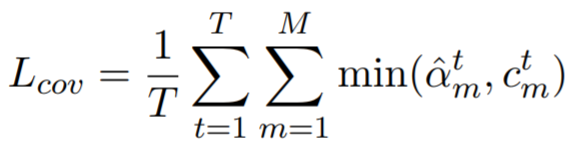 L_{cov} = \frac{1}{T} \sum_{t=1}^{T} \sum_{m=1}^{M} \min(\hat{\alpha}_m^t, c_m^t)